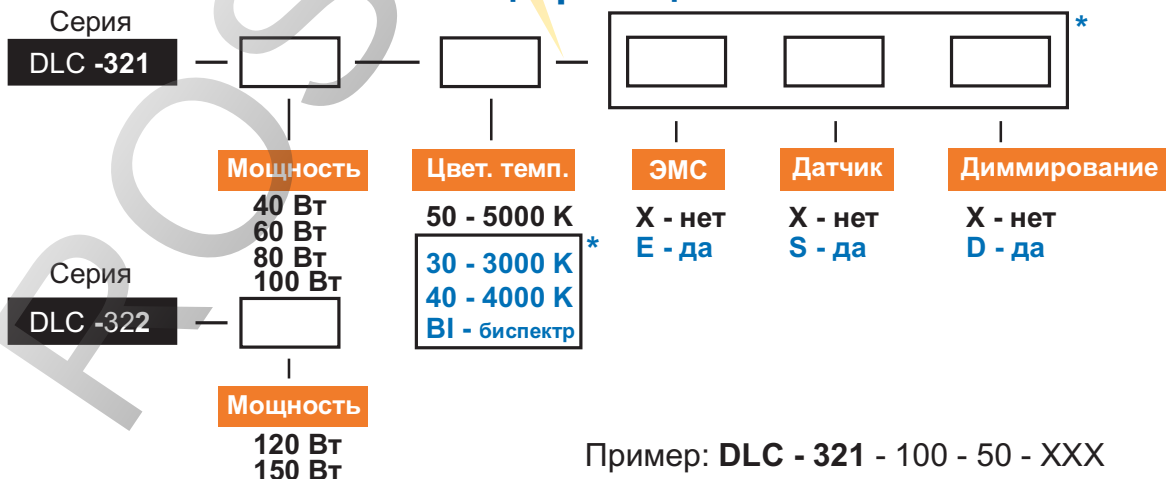 Серия
DLC -321
*
Мощность
40 Вт
60 Вт
80 Вт
100 Вт
Цвет. темп.
50 - 5000 K
30 - 3000 K
40 - 4000 K
BI - биспектр
*
ЭМС
X - нет
E - да
Датчик
X - нет
S - да
Диммирование
X - нет
D - да
Серия
DLC -322
Мощность
120 Вт
150 Вт
Пример: DLC - 321 - 100 - 50 - XXX